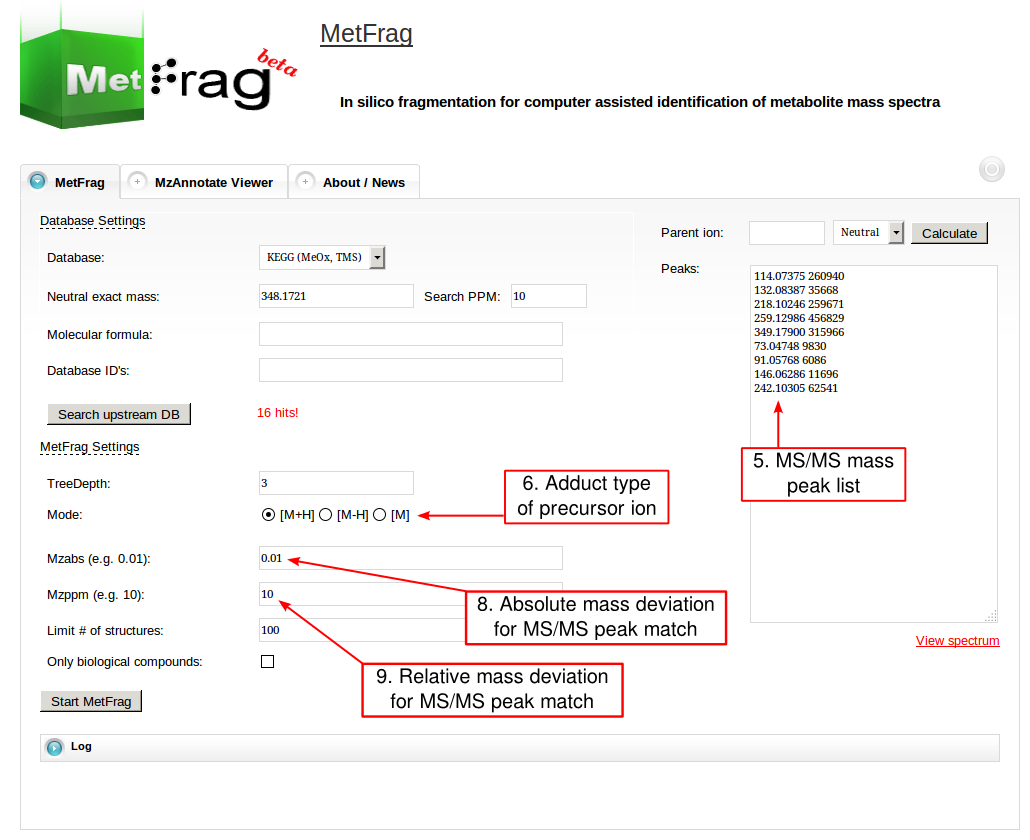 MetFrag
MetFrag beta
In silico fragmentation for computer assisted identification of metabolite mass spectra
MetFrag
MzAnnotate Viewer
About / News
Database Settings
Database: KEGG (MeOx, TMS)
Neutral exact mass: 348.1721 Search PPM: 10
Molecular formula:
Database ID's:
Search upstream DB 16 hits!
MetFrag Settings
TreeDepth: 3
Mode: [M+H] [M-H] [M]
6. Adduct type
of precursor ion
Mzabs (e.g. 0.01): 0.01
Mzppm (e.g. 10): 10
8. Absolute mass deviation
for MS/MS peak match
Limit # of structures: 100
Only biological compounds:
9. Relative mass deviation
for MS/MS peak match
Start MetFrag
Parent ion: Neutral Calculate
Peaks:
114.07375 260940
132.08387 35668
218.10246 259671
259.12986 456829
349.17900 315966
73.04748 9830
91.05768 6086
146.06286 11696
242.10305 62541
5. MS/MS mass
peak list
View spectrum
Log